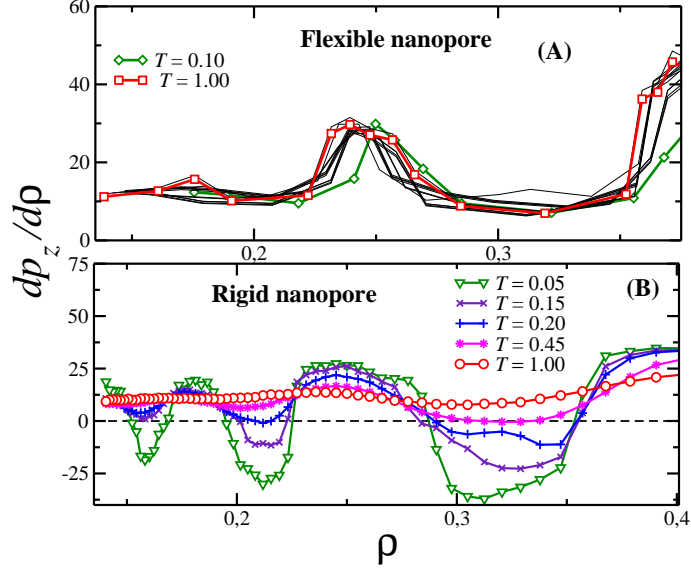 60
40
20
0
dp_z/dρ
Flexible nanopore
(A)
T = 0.10
T = 1.00
0,2
0,3
75
50
25
0
-25
Rigid nanopore
(B)
T = 0.05
T = 0.15
T = 0.20
T = 0.45
T = 1.00
0,2
0,3
0,4
ρ